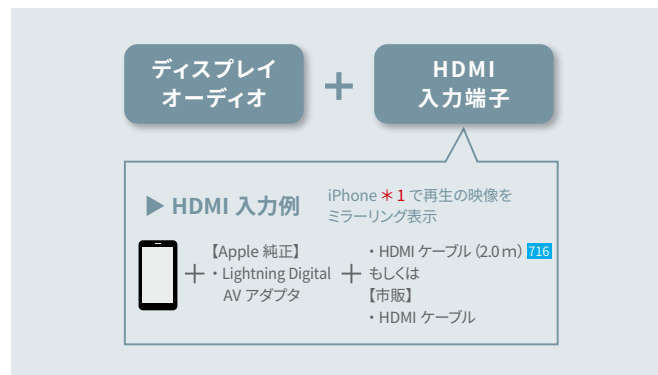 ディスプレイ
オーディオ
+
HDMI
入力端子
▶ HDMI 入力例
iPhone ＊1 で再生の映像を
ミラーリング表示
+
【Apple 純正】
・Lightning Digital
AV アダプタ
+
・HDMI ケーブル（2.0ｍ） 716
もしくは
【市販】
・HDMI ケーブル